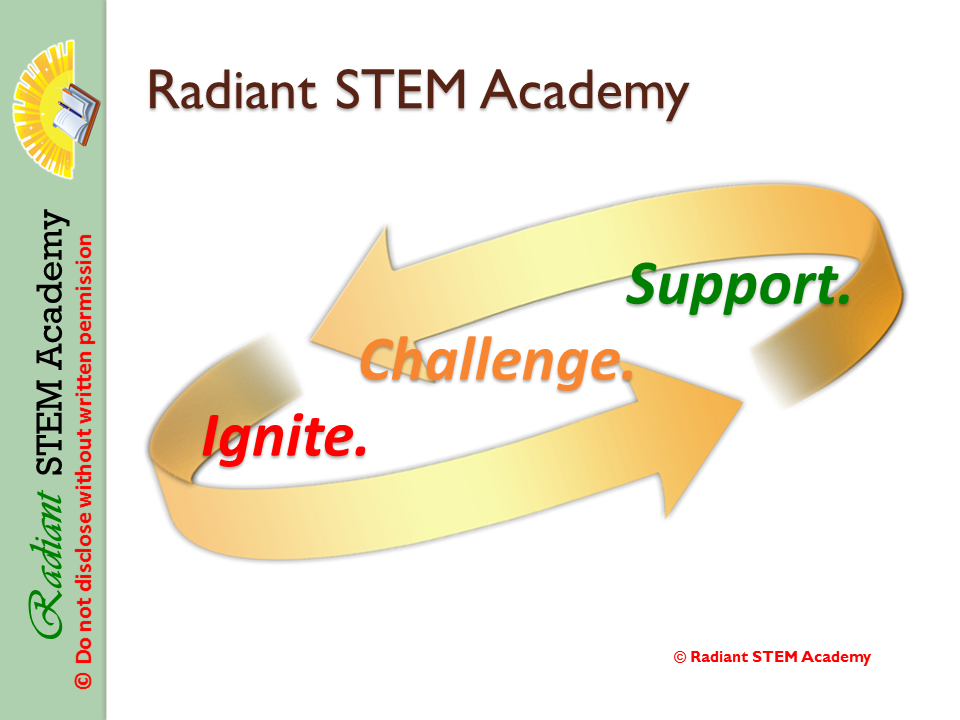 Radiant STEM Academy
Support.
Challenge.
Ignite.
Radiant STEM Academy
© Do not disclose without written permission
© Radiant STEM Academy